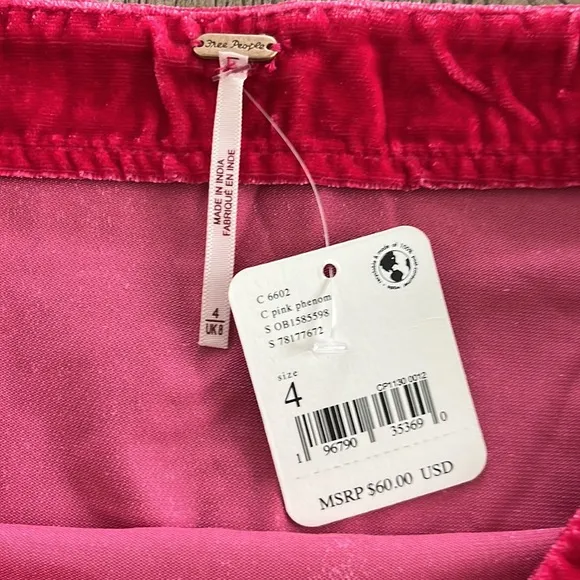 Free People
MADE IN INDIA
FABRIQUÉ EN INDE
4
UK 8
C 6602
C pink phenom
S OB1585598
S 78177672
size
4
CP1130 0012
1 96790 35369 0
MSRP $60.00 USD